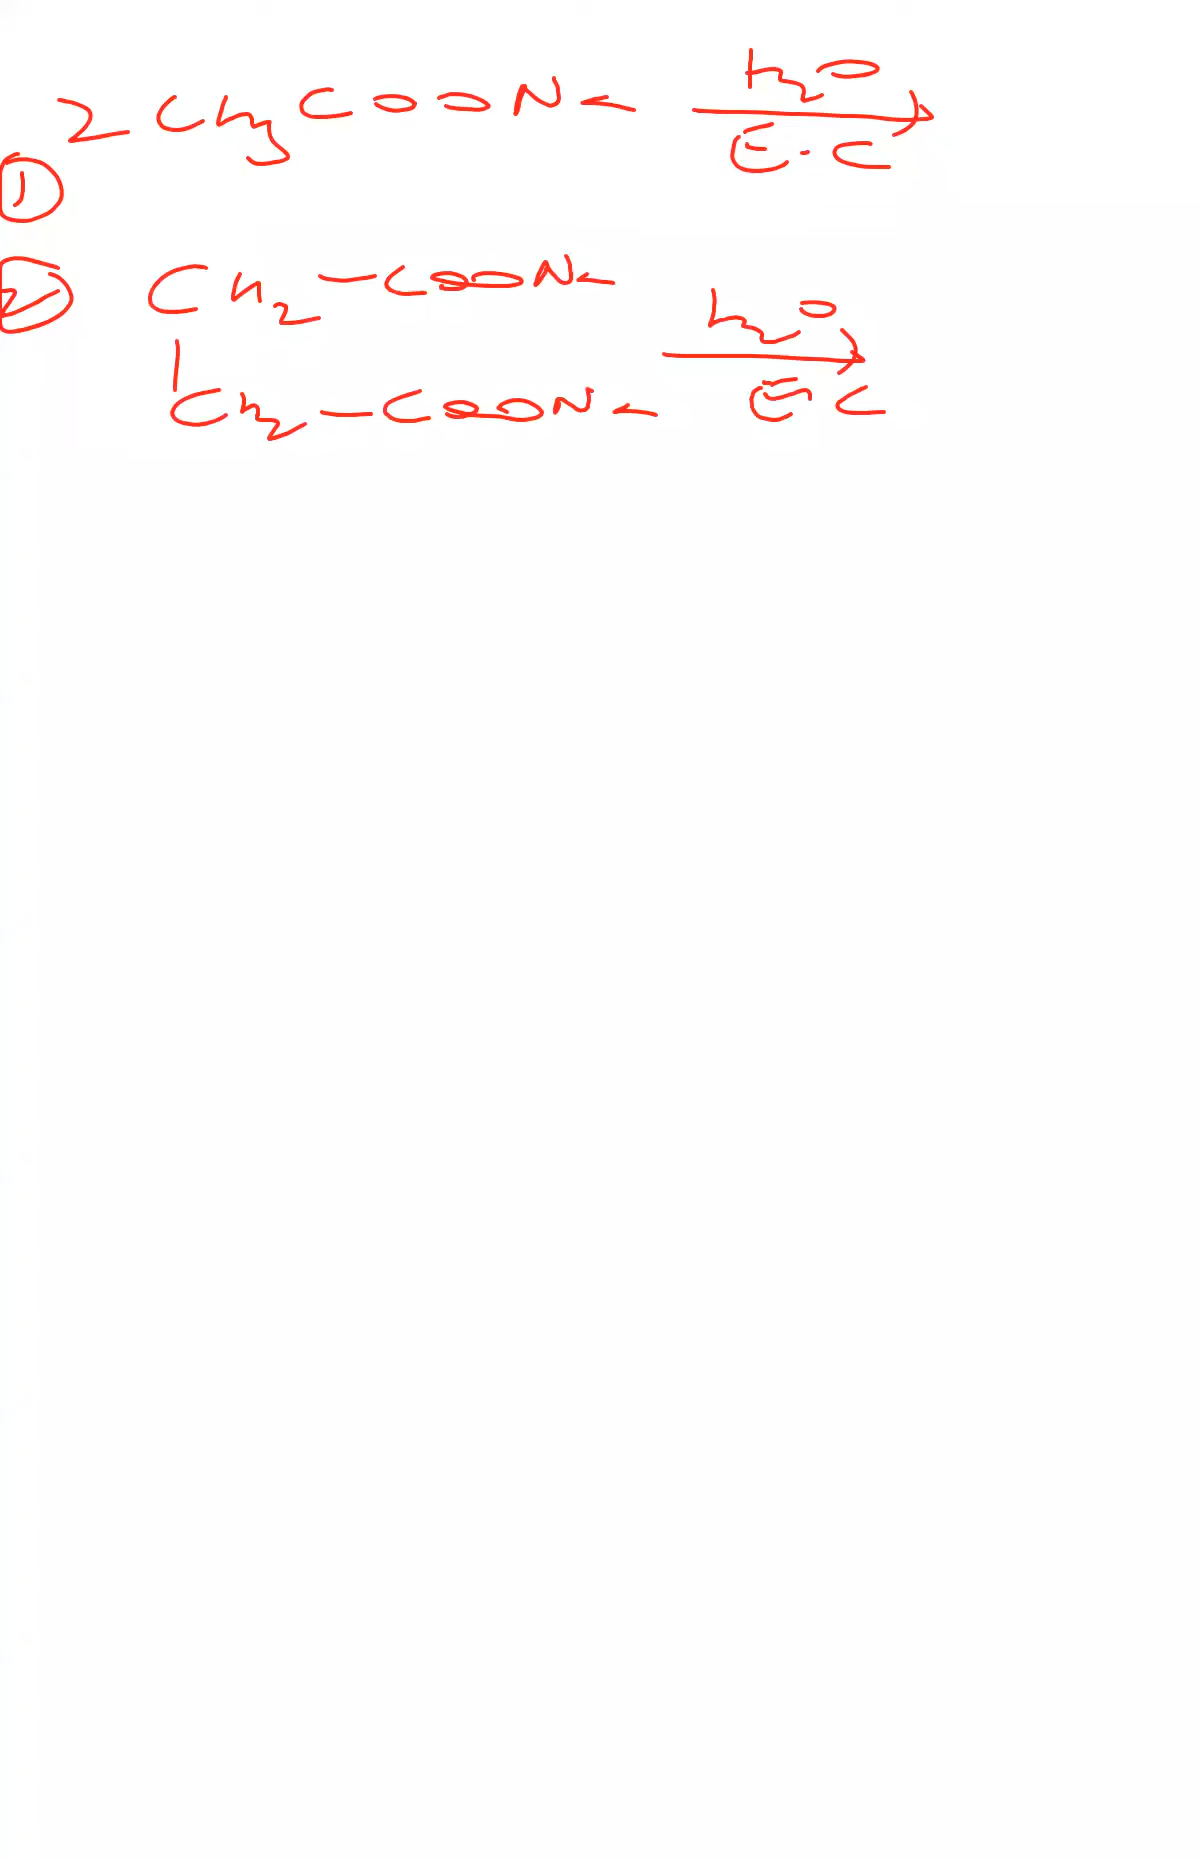 2 CH3COONa H2O
E.C
①
② CH2-COONa H2O
CH2-COONa E.C